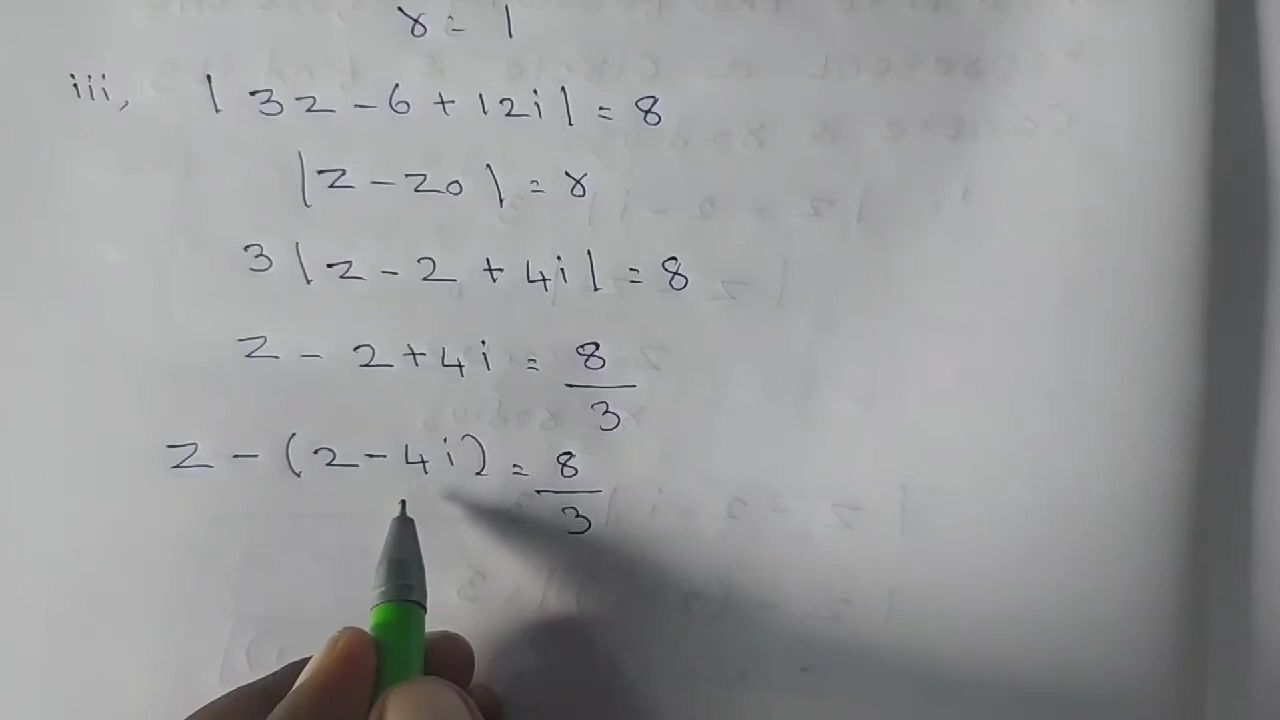 r = 1
iii, |3z - 6 + 12i| = 8
|z - z0| = r
3|z - 2 + 4i| = 8
z - 2 + 4i = 8/3
z - (2 - 4i) = 8/3